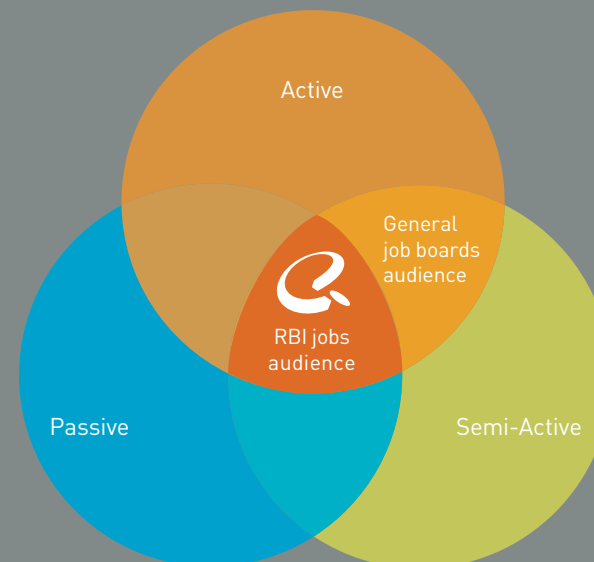 Active
General
job boards
audience
RBI jobs
audience
Passive
Semi-Active